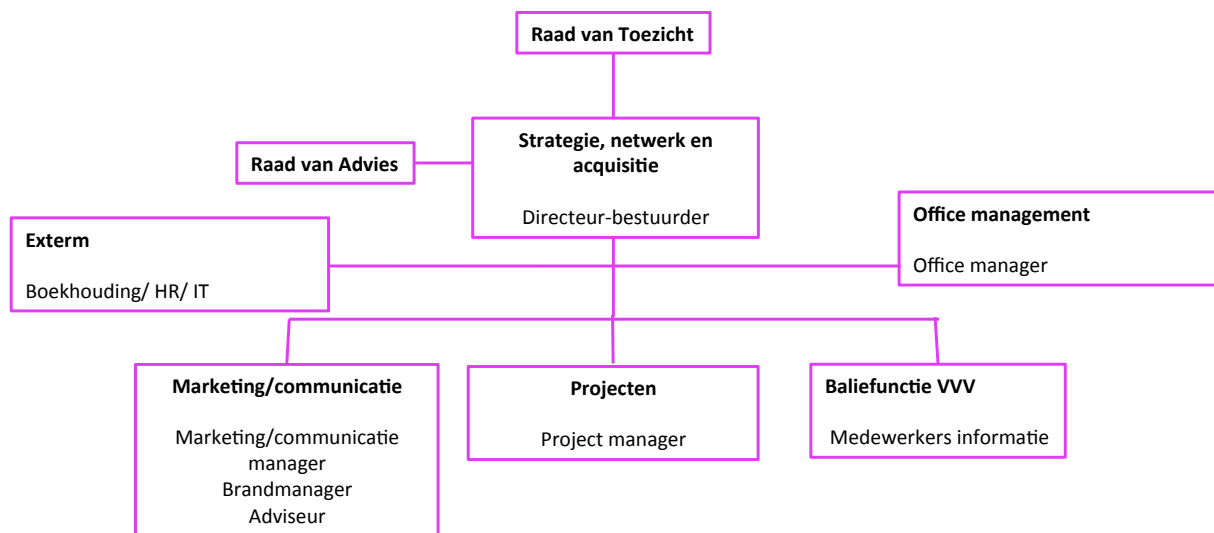 Raad van Toezicht
Strategie, netwerk en
acquisitie
Directeur-bestuurder
Raad van Advies
Exterm
Boekhouding/ HR/ IT
Office management
Office manager
Marketing/communicatie
Marketing/communicatie
manager
Brandmanager
Adviseur
Projecten
Project manager
Baliefunctie VVV
Medewerkers informatie